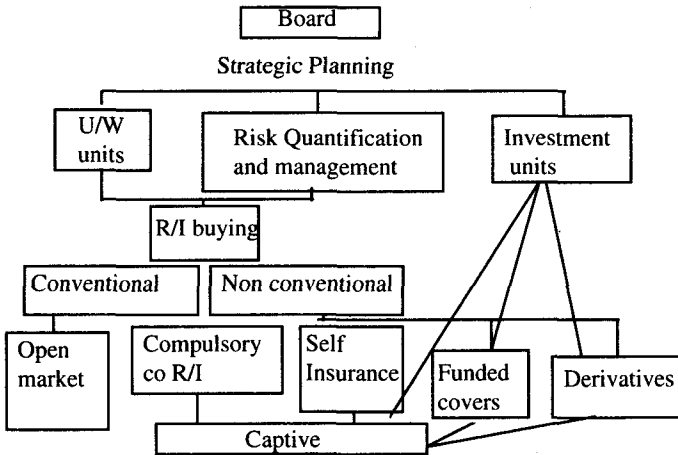 Board
Strategic Planning
U/W
units
Risk Quantification
and management
Investment
units
R/I buying
Conventional
Non conventional
Open
market
Compulsory
co R/I
Self
Insurance
Funded
covers
Derivatives
Captive